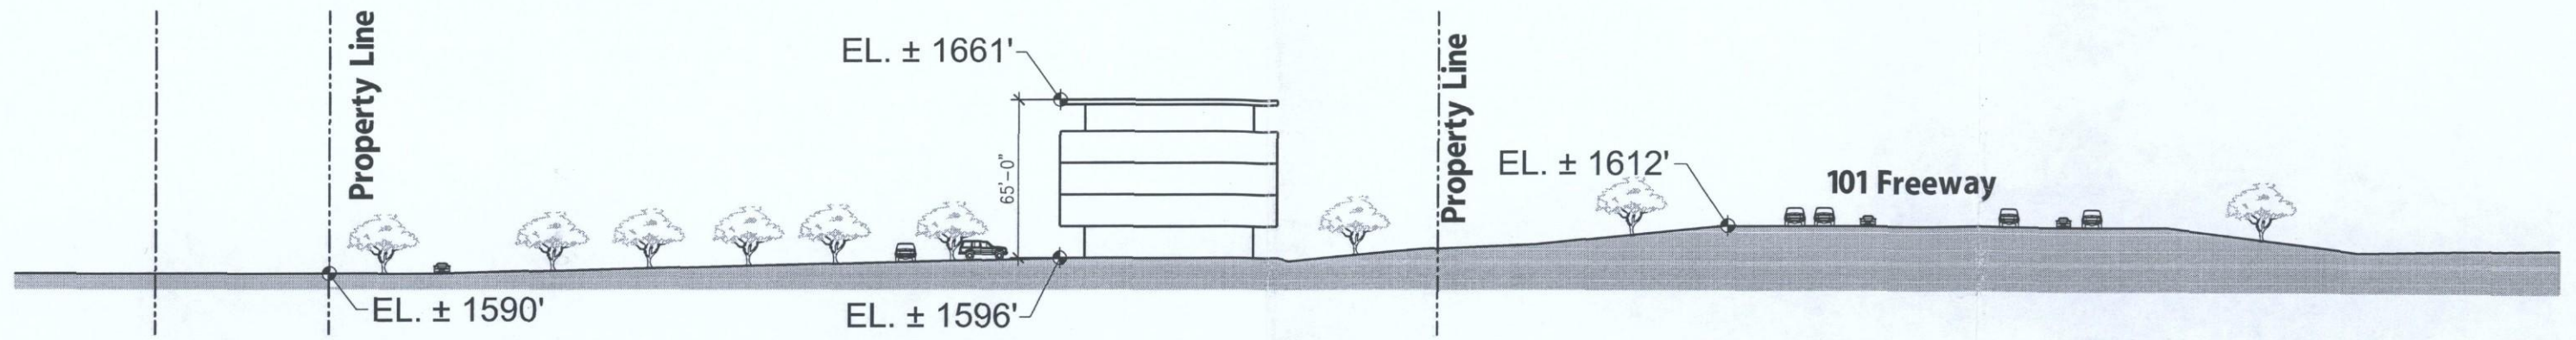 Property Line
EL. ± 1661'
65'-0"
Property Line
EL. ± 1612'
101 Freeway
EL. ± 1590'
EL. ± 1596'